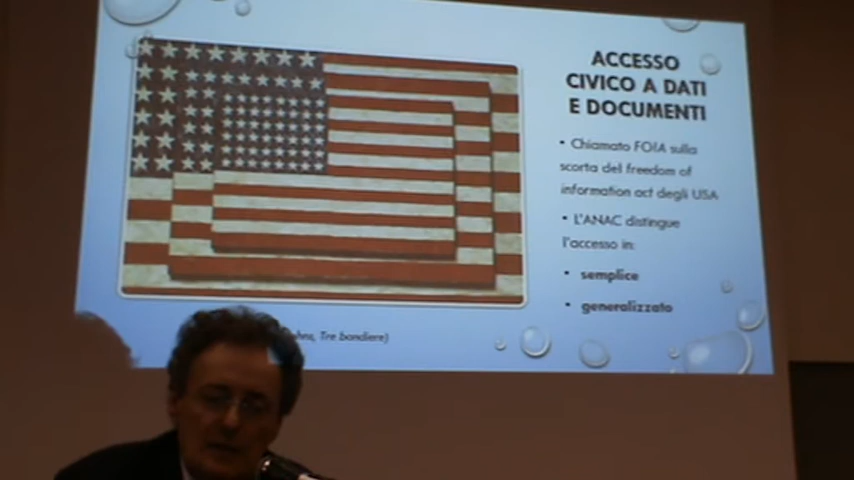 ACCESSO
CIVICO A DATI
E DOCUMENTI
▪ Chiamato FOIA sulla
scorta del freedom of
information act degli USA
▪ L'ANAC distingue
l'accesso in:
▪ semplice
▪ generalizzato
ohns, Tre bandiere)